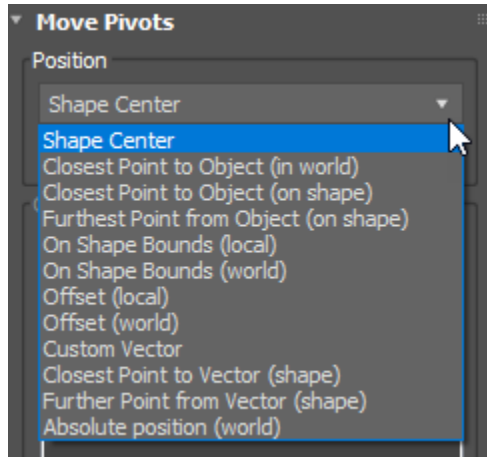 Move Pivots
Position
Shape Center
Shape Center
Closest Point to Object (in world)
Closest Point to Object (on shape)
Furthest Point from Object (on shape)
On Shape Bounds (local)
On Shape Bounds (world)
Offset (local)
Offset (world)
Custom Vector
Closest Point to Vector (shape)
Further Point from Vector (shape)
Absolute position (world)